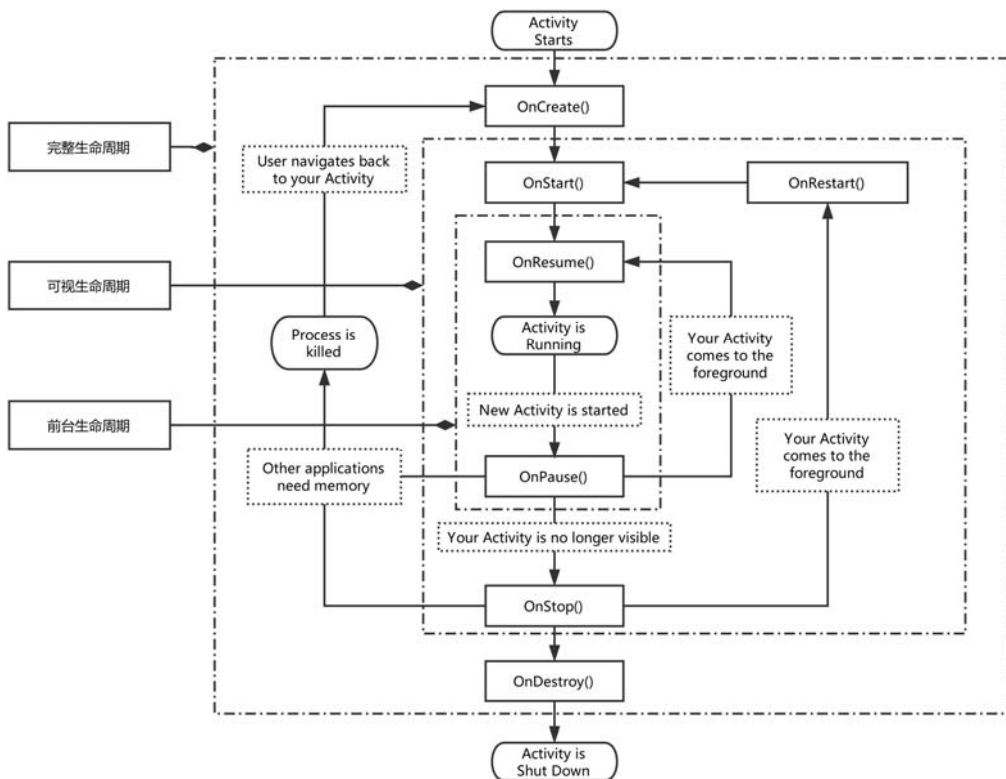 Activity
Starts
OnCreate()
完整生命周期
User navigates back
to your Activity
OnStart()
OnRestart()
OnResume()
可视生命周期
Process is
killed
Activity is
Running
Your Activity
comes to the
foreground
New Activity is started
前台生命周期
Your Activity
comes to the
foreground
Other applications
need memory
OnPause()
Your Activity is no longer visible
OnStop()
OnDestroy()
Activity is
Shut Down